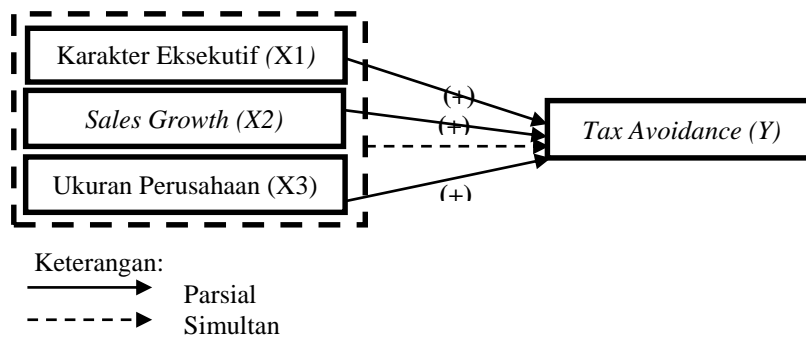 Karakter Eksekutif (X1)
(+)
Sales Growth (X2)
(+)
Tax Avoidance (Y)
Ukuran Perusahaan (X3)
(+)
Keterangan:
Parsial
Simultan